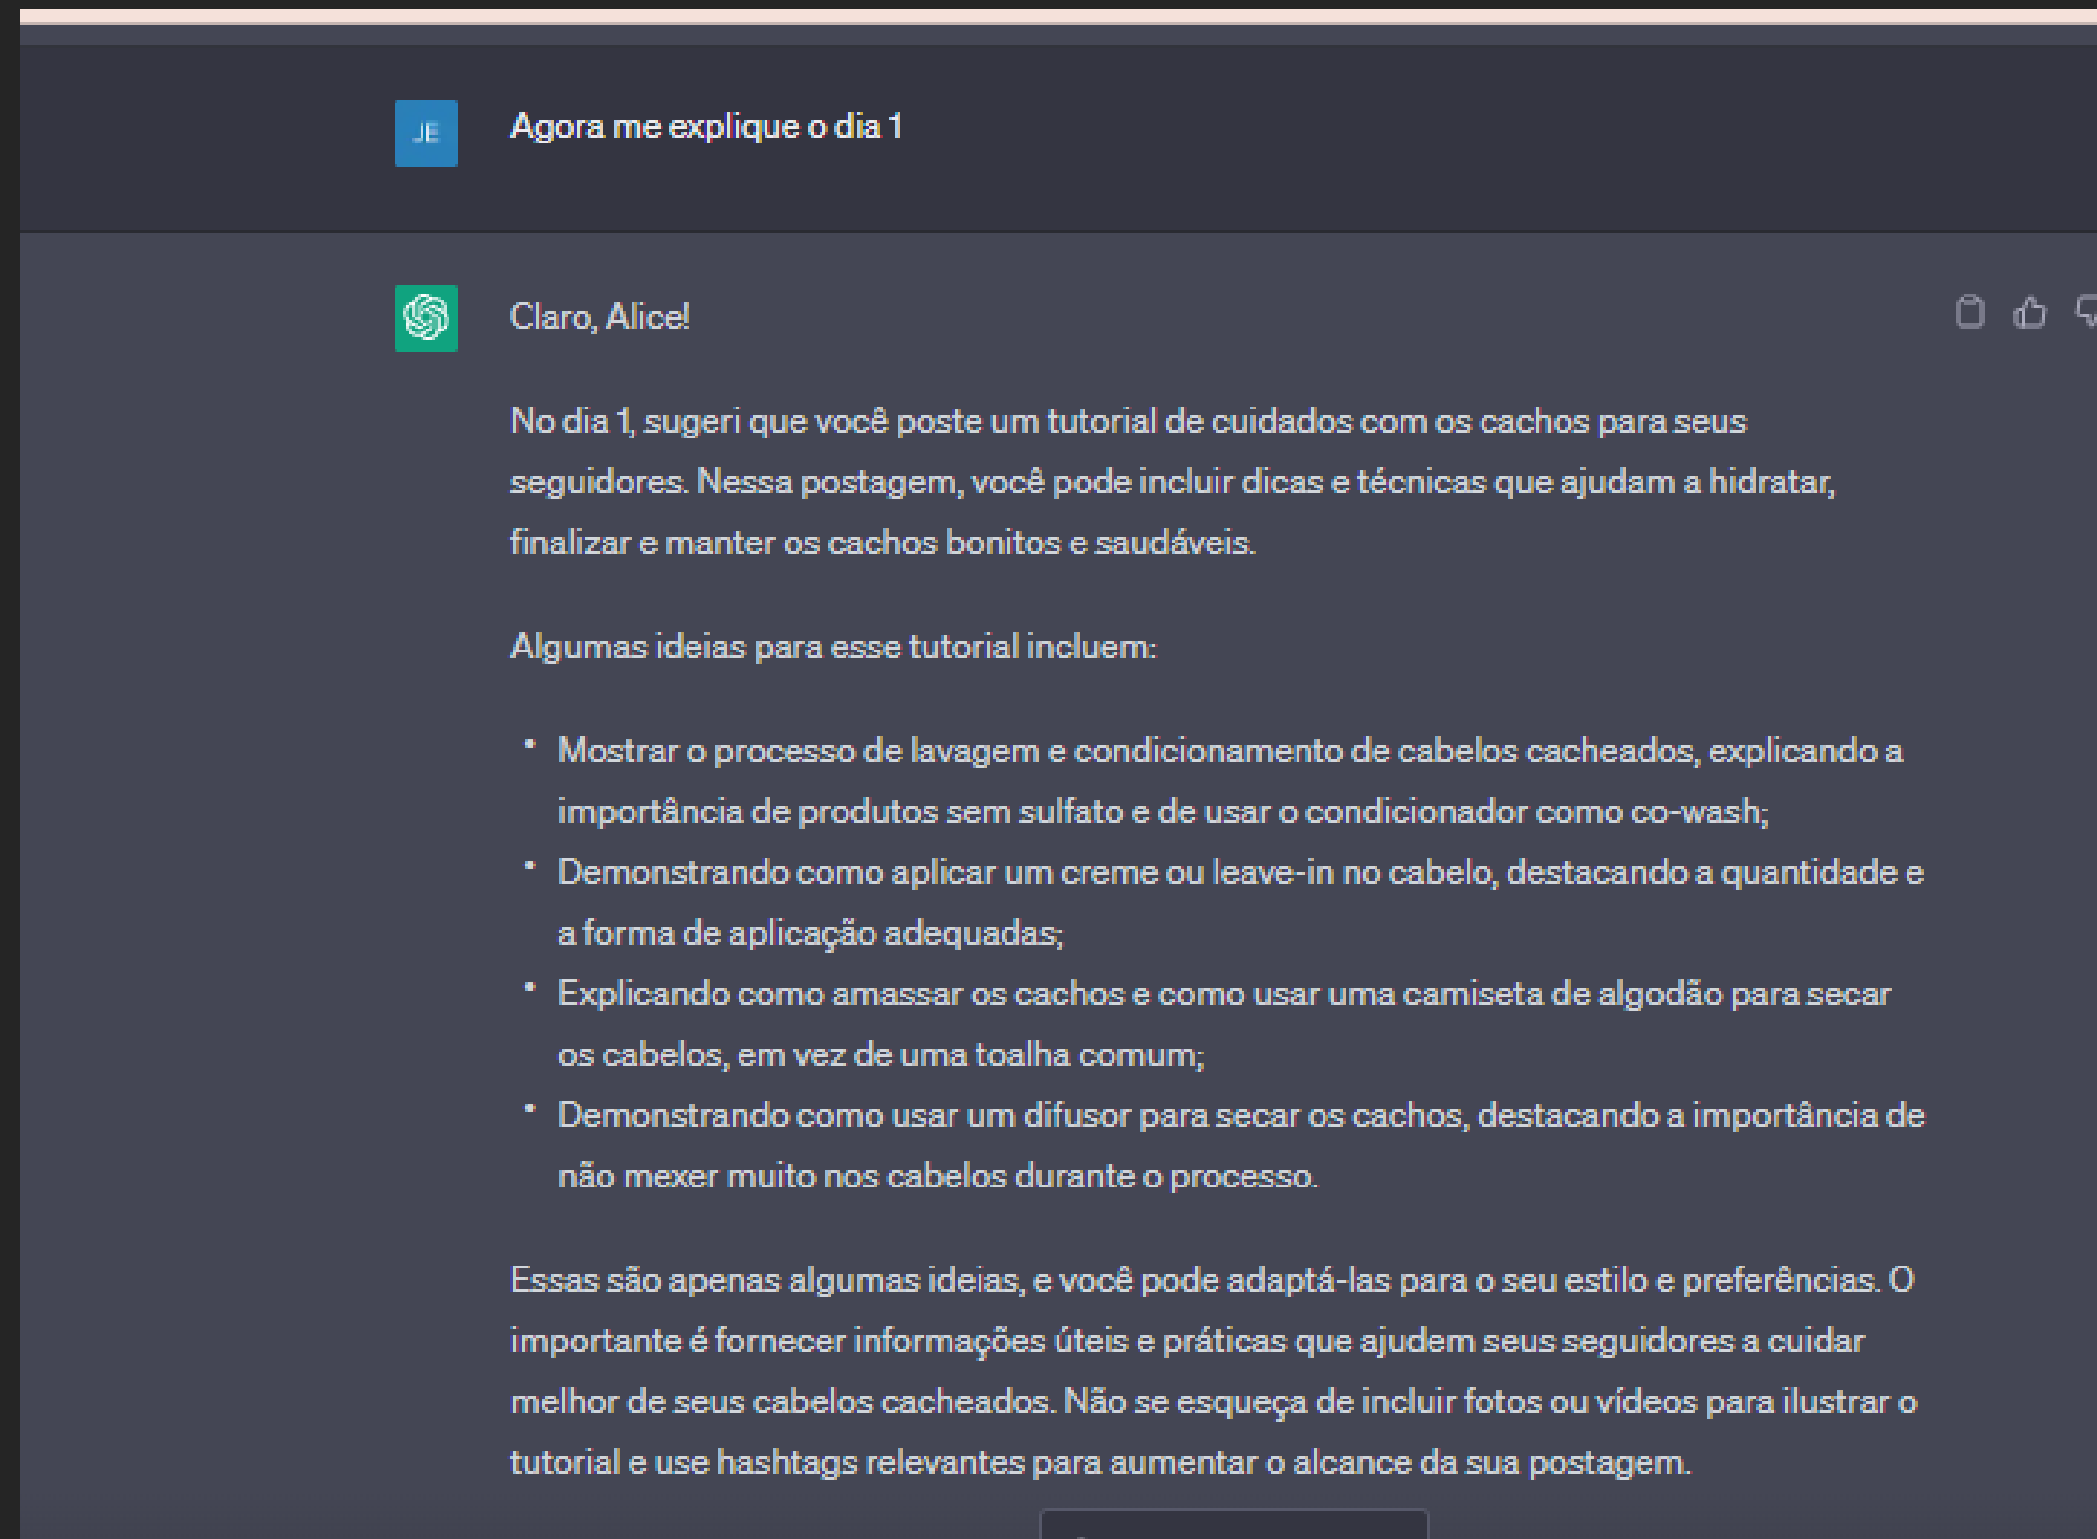 JE
Agora me explique o dia 1
Claro, Alice!
No dia 1, sugeri que você poste um tutorial de cuidados com os cachos para seus
seguidores. Nessa postagem, você pode incluir dicas e técnicas que ajudam a hidratar,
finalizar e manter os cachos bonitos e saudáveis.
Algumas ideias para esse tutorial incluem:
• Mostrar o processo de lavagem e condicionamento de cabelos cacheados, explicando a
importância de produtos sem sulfato e de usar o condicionador como co-wash;
• Demonstrando como aplicar um creme ou leave-in no cabelo, destacando a quantidade e
a forma de aplicação adequadas;
• Explicando como amassar os cachos e como usar uma camiseta de algodão para secar
os cabelos, em vez de uma toalha comum;
• Demonstrando como usar um difusor para secar os cachos, destacando a importância de
não mexer muito nos cabelos durante o processo.
Essas são apenas algumas ideias, e você pode adaptá-las para o seu estilo e preferências. O
importante é fornecer informações úteis e práticas que ajudem seus seguidores a cuidar
melhor de seus cabelos cacheados. Não se esqueça de incluir fotos ou vídeos para ilustrar o
tutorial e use hashtags relevantes para aumentar o alcance da sua postagem.